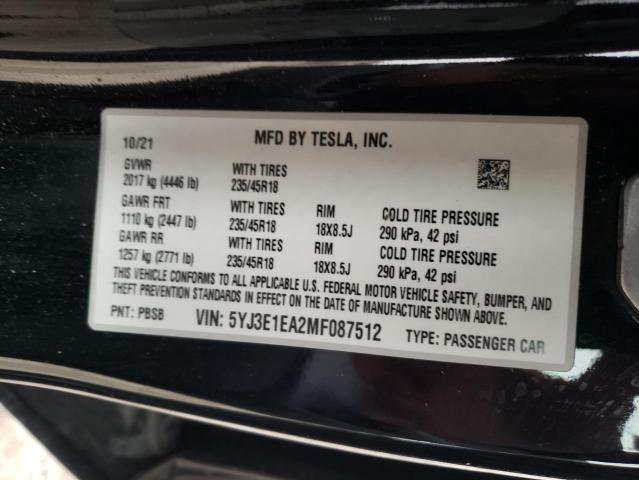 10/21 MFD BY TESLA, INC.
GVWR WITH TIRES
2017 kg (4446 lb) 235/45R18
GAWR FRT WITH TIRES RIM COLD TIRE PRESSURE
1110 kg (2447 lb) 235/45R18 18X8.5J 290 kPa, 42 psi
GAWR RR WITH TIRES RIM COLD TIRE PRESSURE
1257 kg (2771 lb) 235/45R18 18X8.5J 290 kPa, 42 psi
THIS VEHICLE CONFORMS TO ALL APPLICABLE U.S. FEDERAL MOTOR VEHICLE SAFETY, BUMPER, AND
THEFT PREVENTION STANDARDS IN EFFECT ON THE DATE OF MANUFACTURE SHOWN ABOVE.
PNT: PBSB VIN: 5YJ3E1EA2MF087512 TYPE: PASSENGER CAR